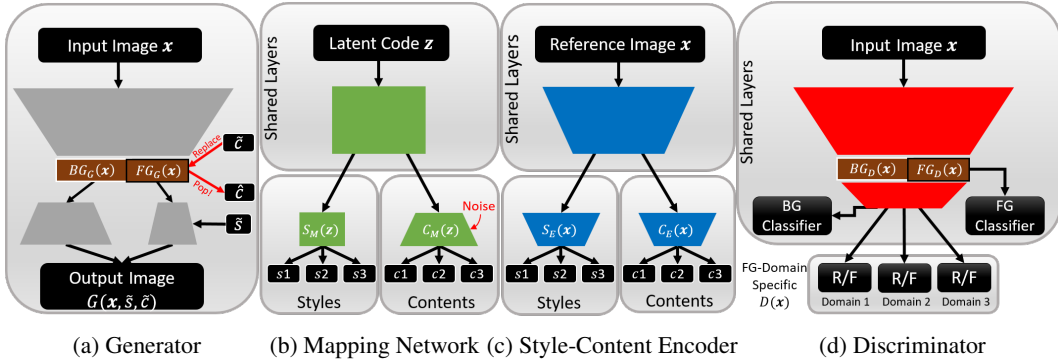 Input Image x
Replace
c̃
BG_G(x) FG_G(x)
Pop!
ĉ
s̃
Output Image
G(x, s̃, c̃)
(a) Generator
Shared Layers
Latent Code z
Noise
S_M(z) C_M(z)
s1 s2 s3 c1 c2 c3
Styles Contents
(b) Mapping Network
Shared Layers
Reference Image x
S_E(x) C_E(x)
s1 s2 s3 c1 c2 c3
Styles Contents
(c) Style-Content Encoder
Shared Layers
Input Image x
BG_D(x) FG_D(x)
BG
Classifier
FG
Classifier
FG-Domain
Specific
D(x)
R/F R/F R/F
Domain 1 Domain 2 Domain 3
(d) Discriminator